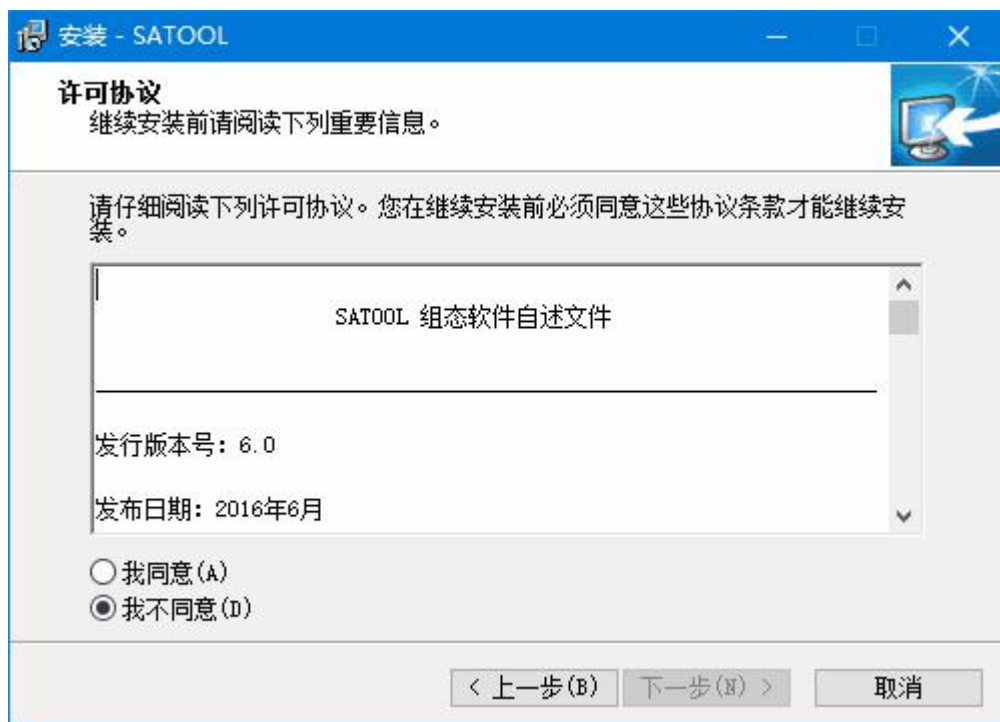 安装 - SATOOL
许可协议
继续安装前请阅读下列重要信息。
请仔细阅读下列许可协议。您在继续安装前必须同意这些协议条款才能继续安
装。
SATOOL 组态软件自述文件
发行版本号: 6.0
发布日期: 2016年6月
我同意(A)
我不同意(D)
< 上一步(B)
下一步(N) >
取消